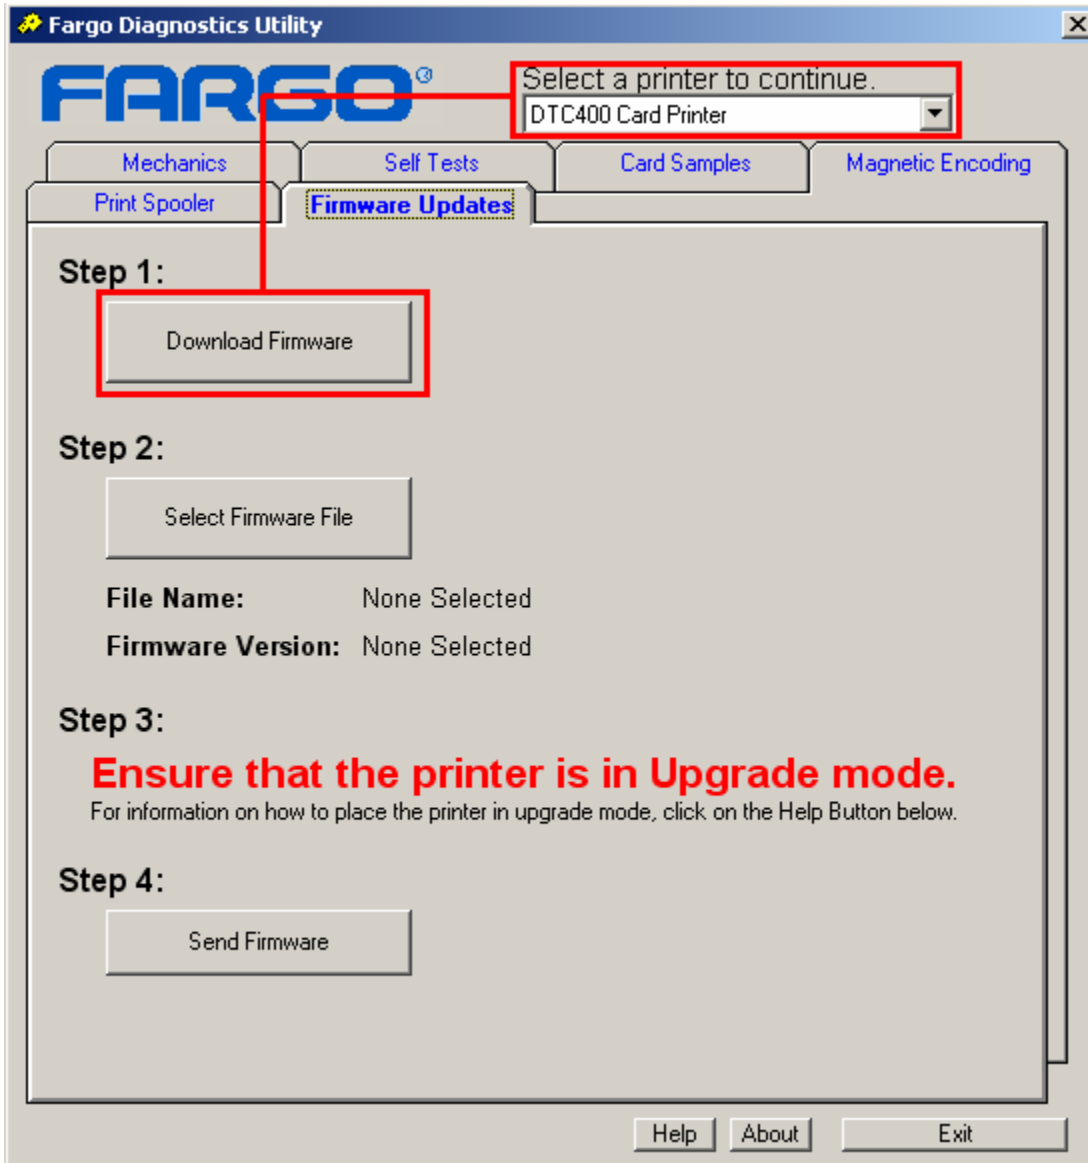 Fargo Diagnostics Utility
FARGO®
Select a printer to continue.
DTC400 Card Printer
Mechanics Self Tests Card Samples Magnetic Encoding
Print Spooler Firmware Updates
Step 1:
Download Firmware
Step 2:
Select Firmware File
File Name: None Selected
Firmware Version: None Selected
Step 3:
Ensure that the printer is in Upgrade mode.
For information on how to place the printer in upgrade mode, click on the Help Button below.
Step 4:
Send Firmware
Help About Exit